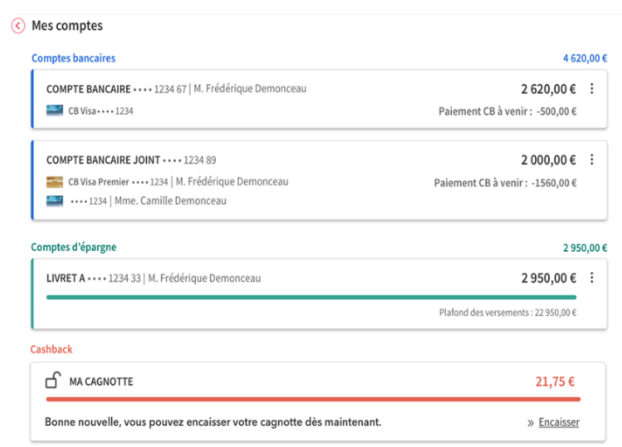 Mes comptes
Comptes bancaires 4 620,00 €
COMPTE BANCAIRE •••• 1234 67 | M. Frédérique Demonceau 2 620,00 €
CB Visa •••• 1234 Paiement CB à venir : -500,00 €
COMPTE BANCAIRE JOINT •••• 1234 89 2 000,00 €
CB Visa Premier •••• 1234 | M. Frédérique Demonceau Paiement CB à venir : -1560,00 €
•••• 1234 | Mme. Camille Demonceau
Comptes d'épargne 2 950,00 €
LIVRET A •••• 1234 33 | M. Frédérique Demonceau 2 950,00 €
Plafond des versements : 22 950,00 €
Cashback
MA CAGNOTTE 21,75 €
Bonne nouvelle, vous pouvez encaisser votre cagnotte dès maintenant. » Encaisser